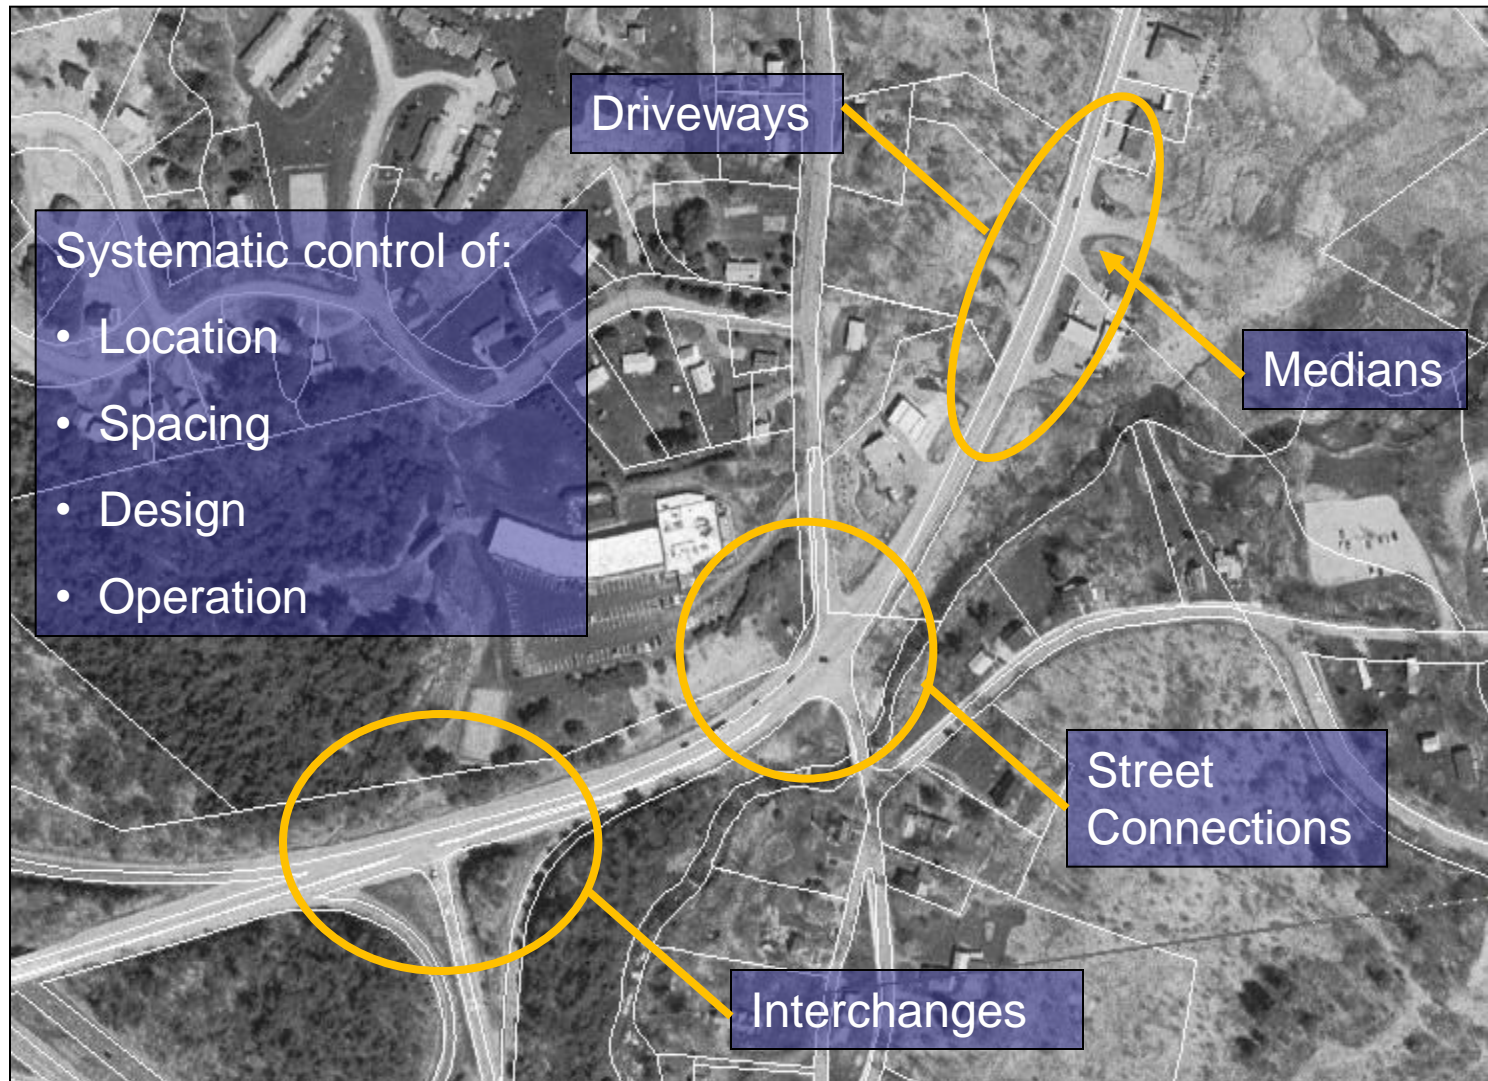 Driveways
Systematic control of:
• Location
• Spacing
• Design
• Operation
Medians
Street
Connections
Interchanges